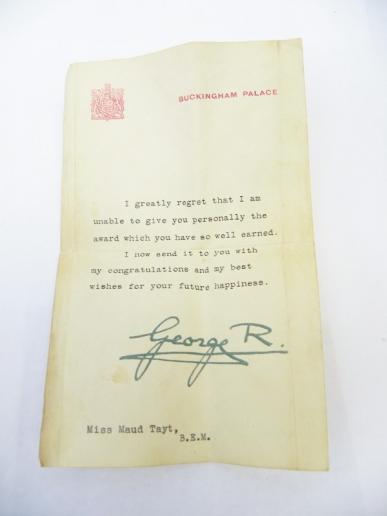 BUCKINGHAM PALACE
I greatly regret that I am
unable to give you personally the
award which you have so well earned.
I now send it to you with
my congratulations and my best
wishes for your future happiness.
George R.
Miss Maud Tayt,
B.E.M.